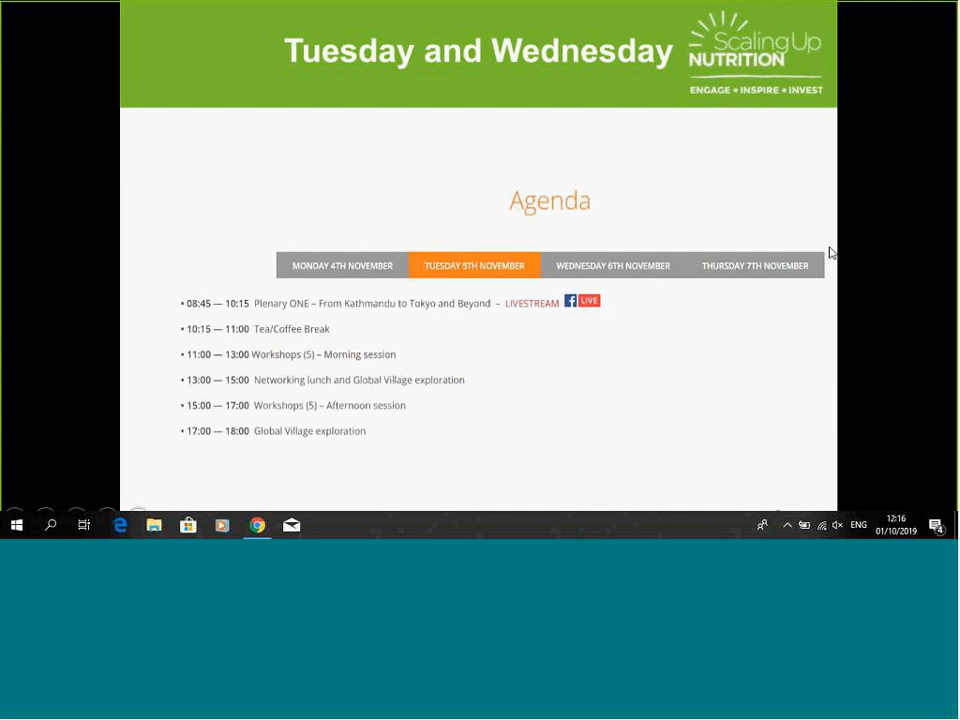 Tuesday and Wednesday
Scaling Up
NUTRITION
ENGAGE • INSPIRE • INVEST
Agenda
MONDAY 4TH NOVEMBER TUESDAY 5TH NOVEMBER WEDNESDAY 6TH NOVEMBER THURSDAY 7TH NOVEMBER
• 08:45 — 10:15 Plenary ONE – From Kathmandu to Tokyo and Beyond – LIVESTREAM f LIVE
• 10:15 — 11:00 Tea/Coffee Break
• 11:00 — 13:00 Workshops (5) – Morning session
• 13:00 — 15:00 Networking lunch and Global Village exploration
• 15:00 — 17:00 Workshops (5) – Afternoon session
• 17:00 — 18:00 Global Village exploration
ENG
12:16
01/10/2019
4